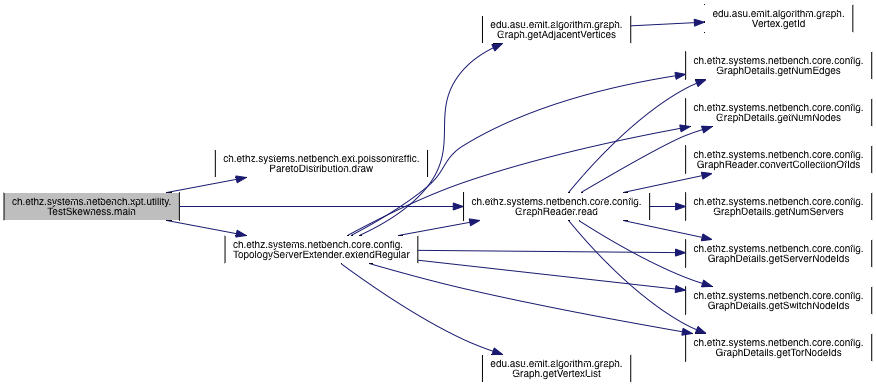 edu.asu.emit.algorithm.graph.
Graph.getAdjacentVertices
edu.asu.emit.algorithm.graph.
Vertex.getId
ch.ethz.systems.netbench.core.config.
GraphDetails.getNumEdges
ch.ethz.systems.netbench.core.config.
GraphDetails.getNumNodes
ch.ethz.systems.netbench.ext.poissontraffic.
ParetoDistribution.draw
ch.ethz.systems.netbench.core.config.
GraphReader.convertCollectionOfIds
ch.ethz.systems.netbench.xpt.utility.
TestSkewness.main
ch.ethz.systems.netbench.core.config.
GraphReader.read
ch.ethz.systems.netbench.core.config.
GraphDetails.getNumServers
ch.ethz.systems.netbench.core.config.
TopologyServerExtender.extendRegular
ch.ethz.systems.netbench.core.config.
GraphDetails.getServerNodeIds
ch.ethz.systems.netbench.core.config.
GraphDetails.getSwitchNodeIds
ch.ethz.systems.netbench.core.config.
GraphDetails.getTorNodeIds
edu.asu.emit.algorithm.graph.
Graph.getVertexList